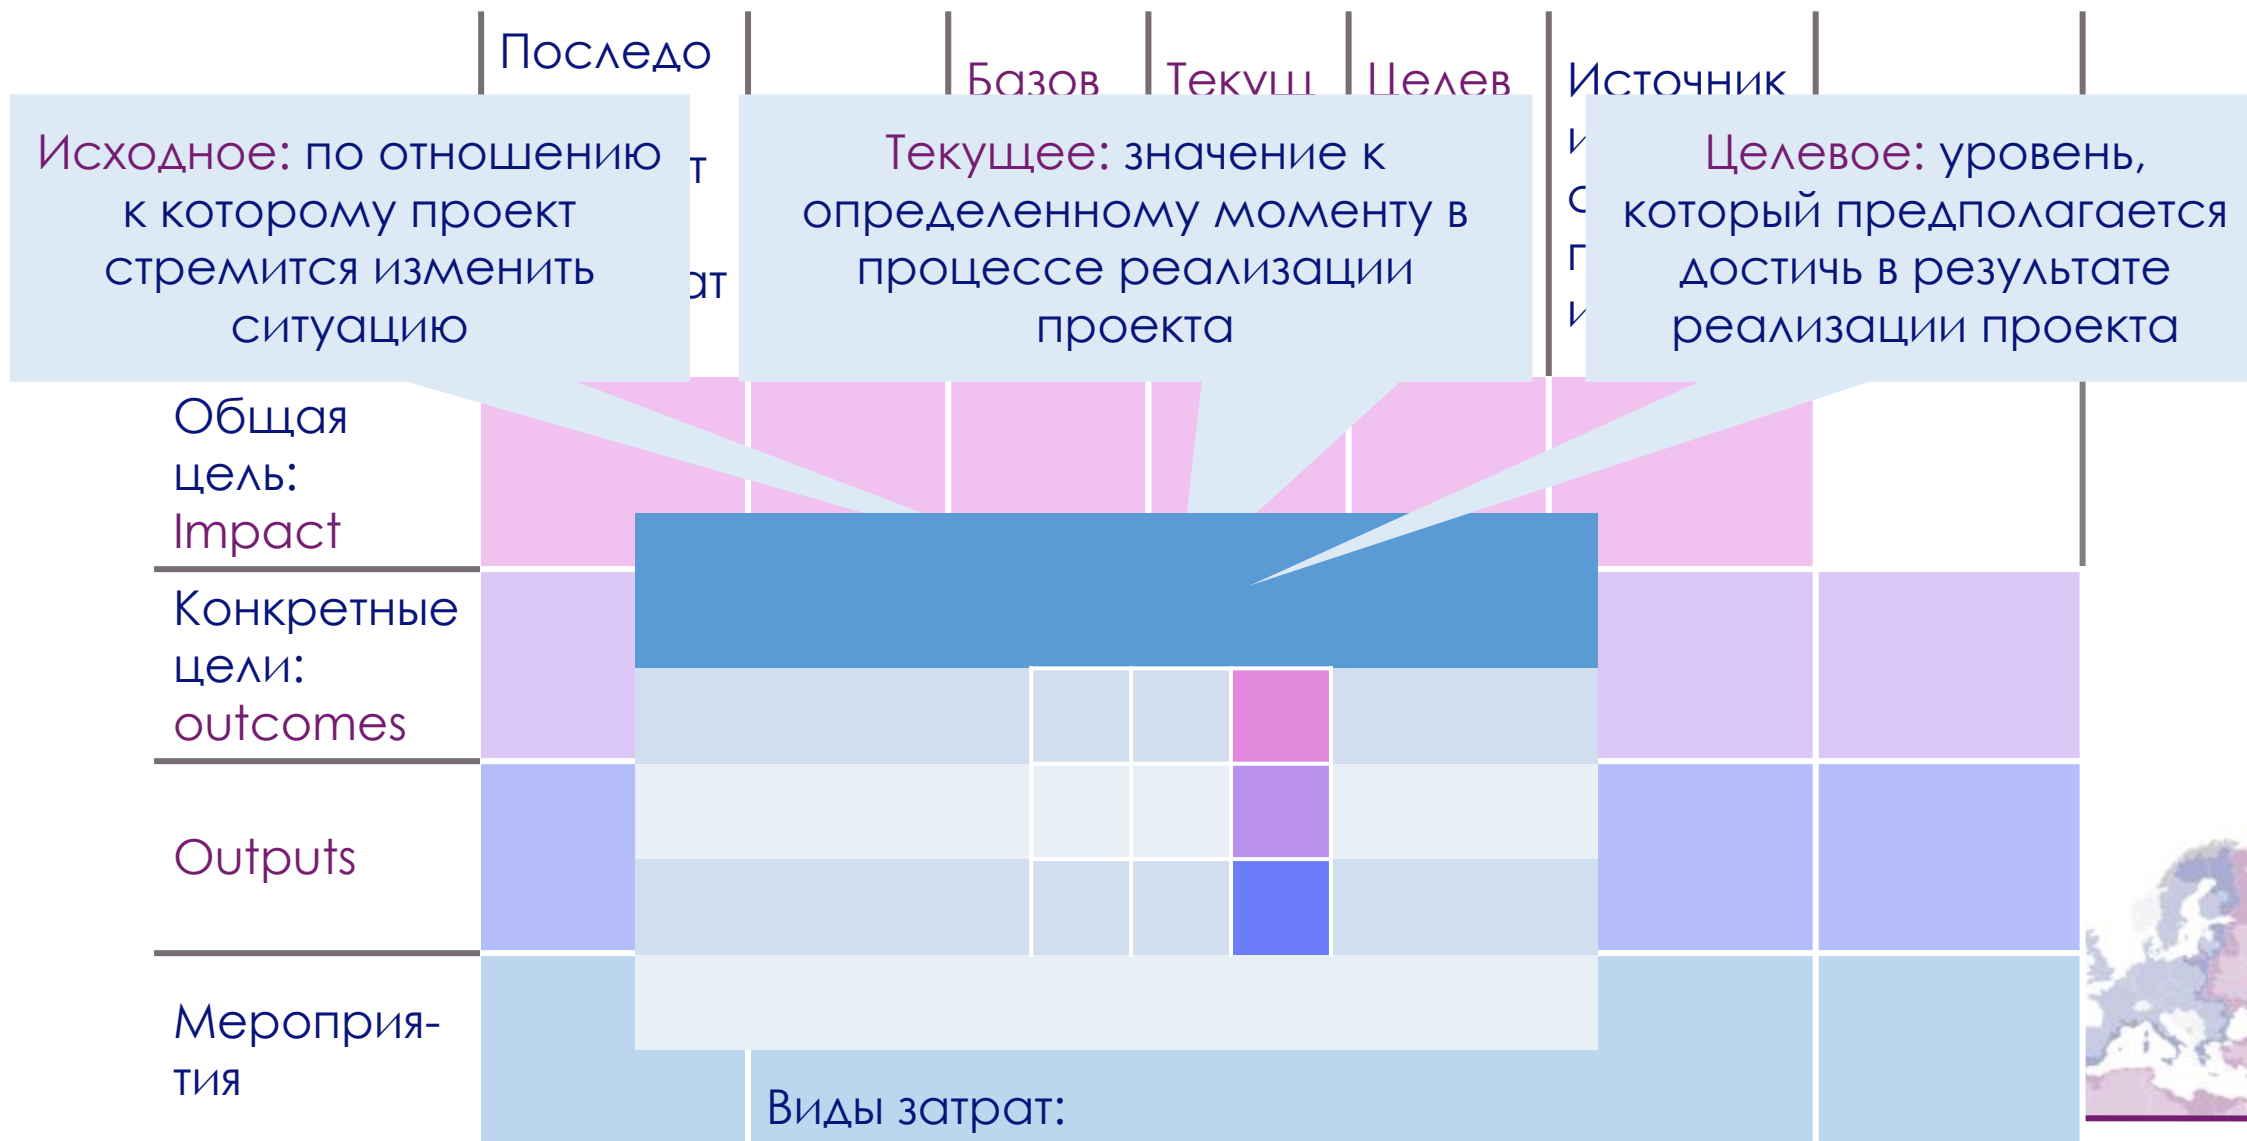 Последо
Базов
Текущ
Целев
Источник
Исходное: по отношению
к которому проект
стремится изменить
ситуацию
т
ат
Текущее: значение к
определенному моменту в
процессе реализации
проекта
Целевое: уровень,
который предполагается
достичь в результате
реализации проекта
Общая
цель:
Impact
Конкретные
цели:
outcomes
Outputs
Мероприя-
тия
Виды затрат: